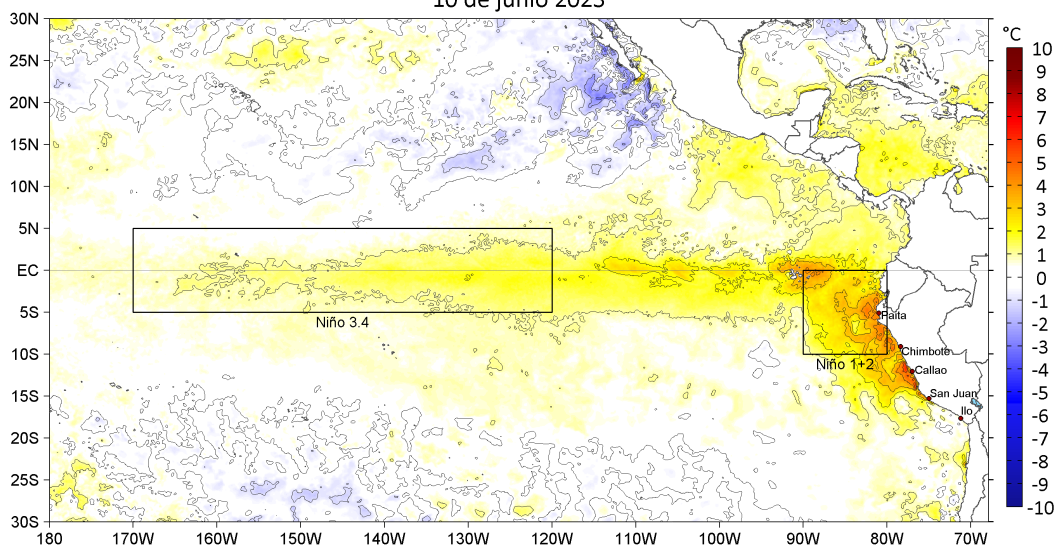 10 de junio 2023
°C
30N
25N
20N
15N
10N
5N
EC
5S
10S
15S
20S
25S
30S
180
170W
160W
150W
140W
130W
120W
110W
100W
90W
80W
70W
Niño 3.4
Niño 1+2
Paita
Chimbote
Callao
San Juan
Ilo
10
9
8
7
6
5
4
3
2
1
0
-1
-2
-3
-4
-5
-6
-7
-8
-9
-10